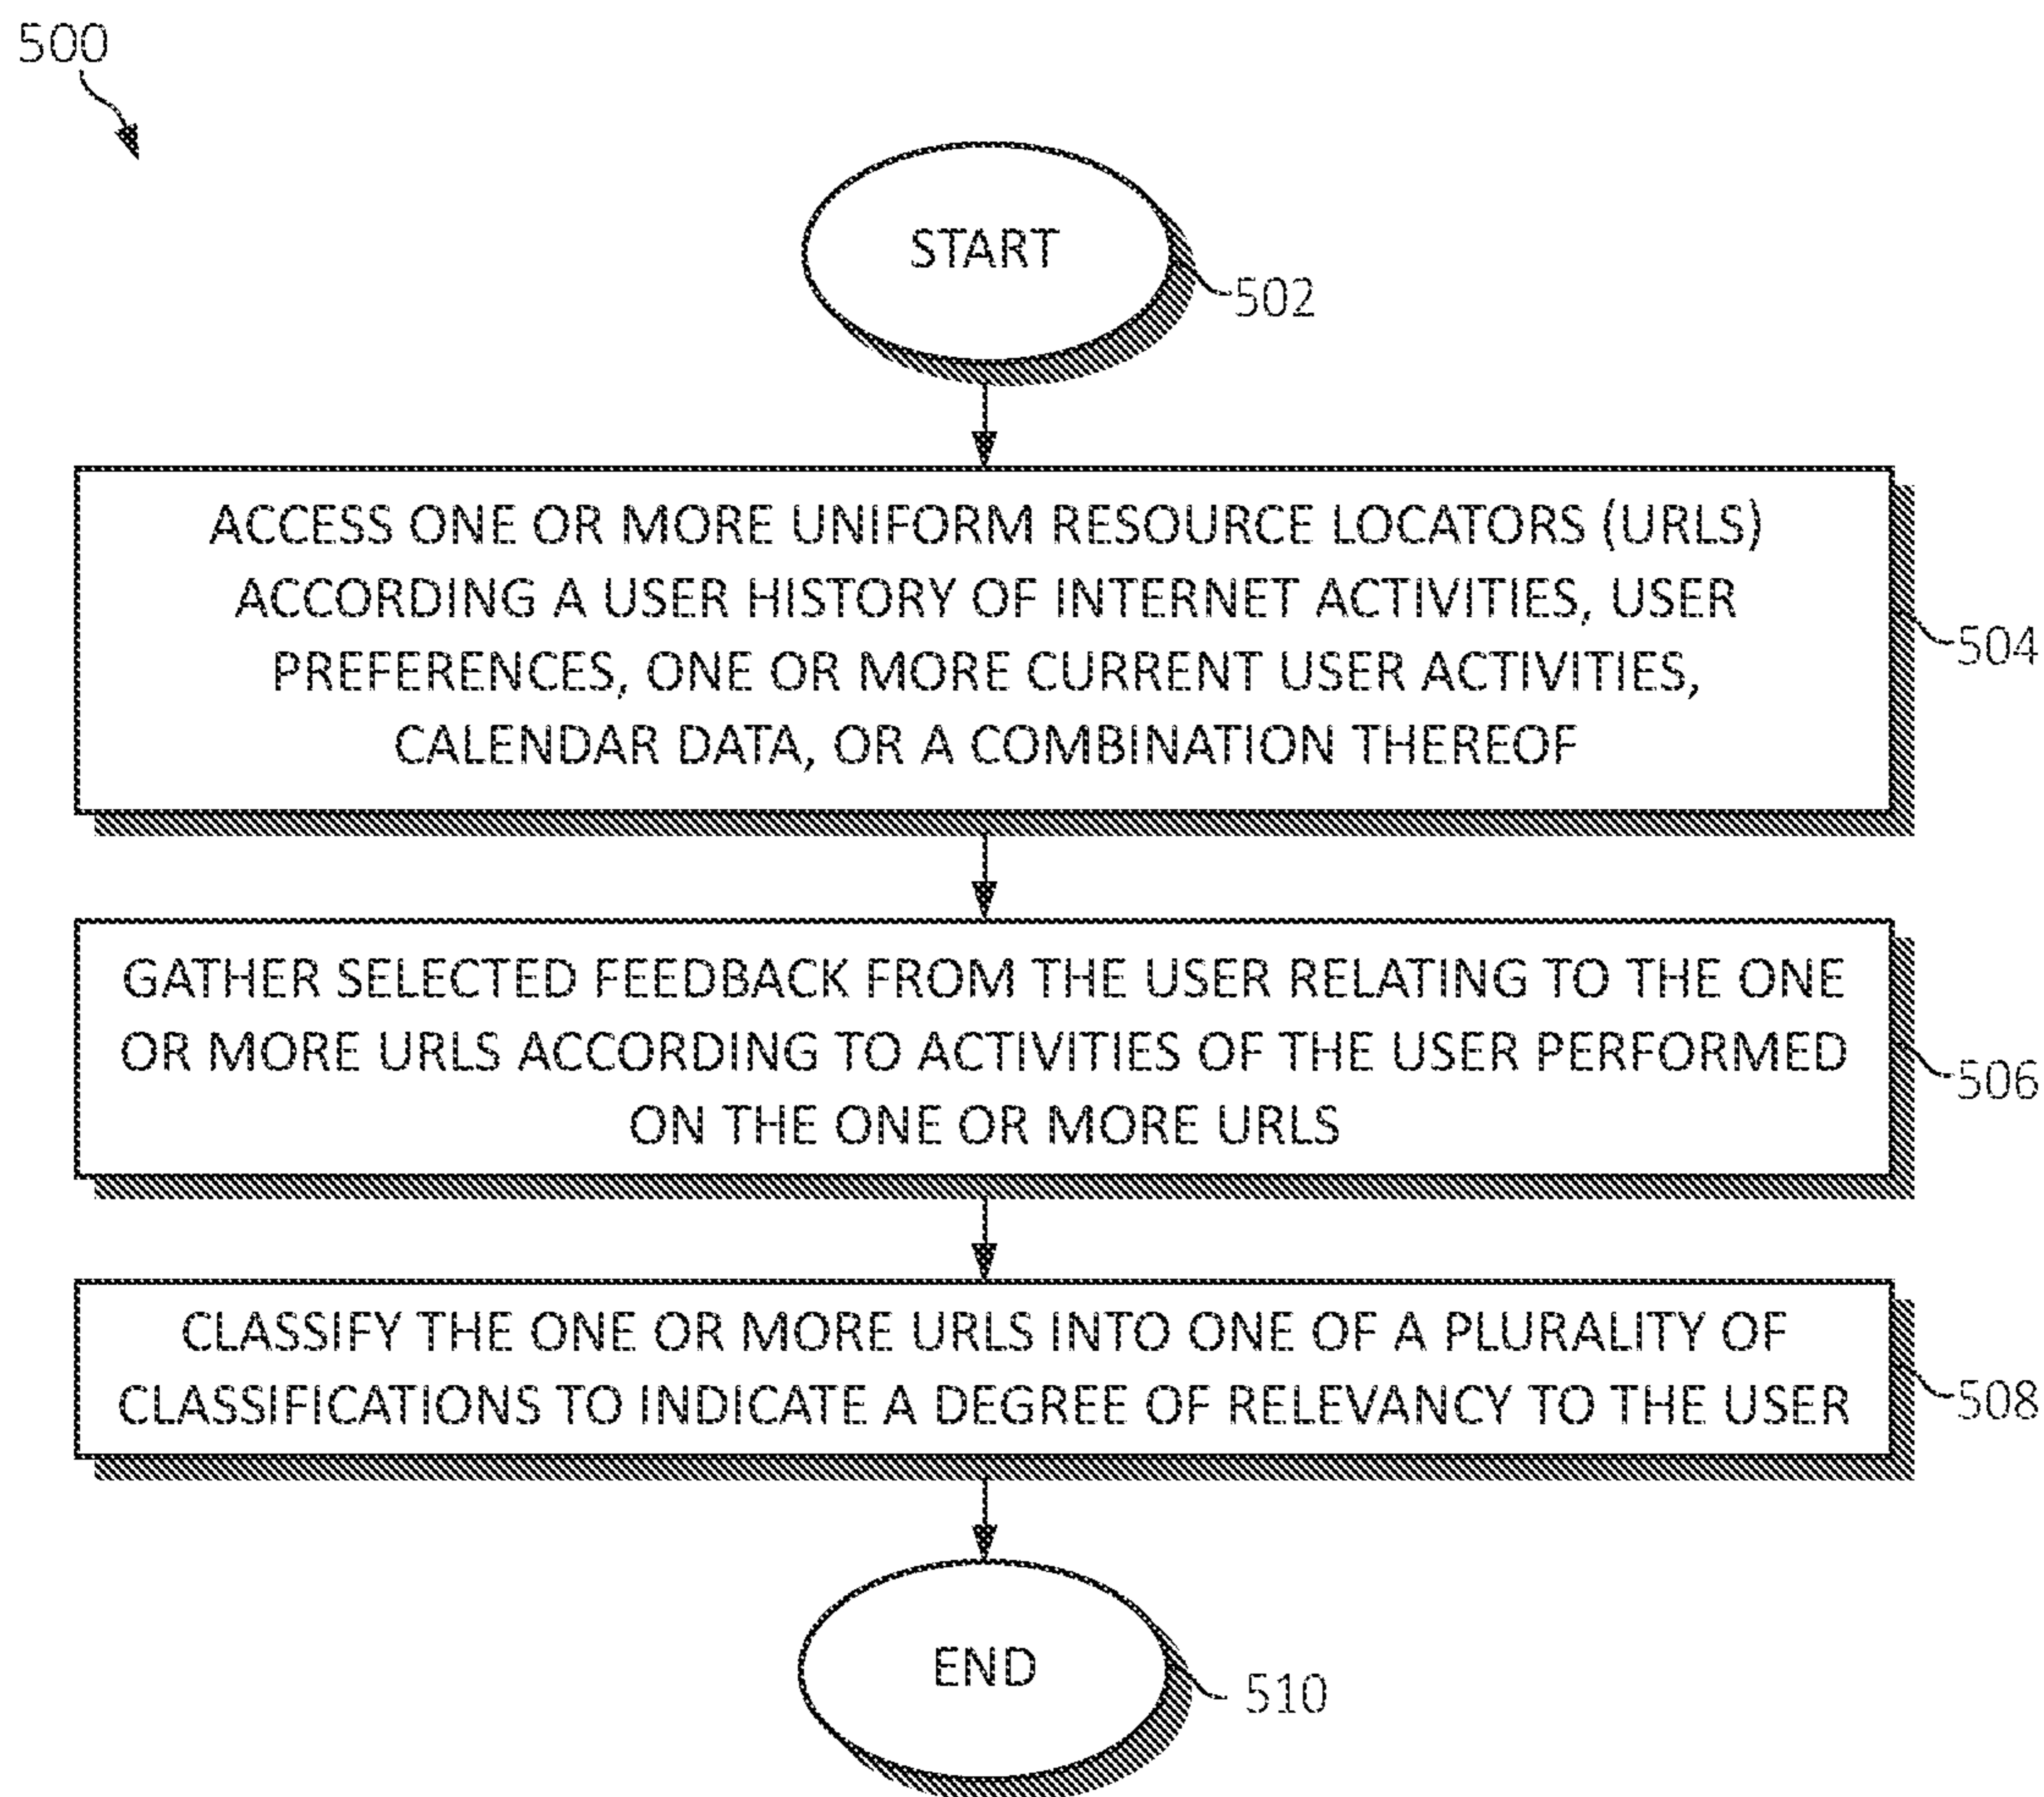 500
START
502
ACCESS ONE OR MORE UNIFORM RESOURCE LOCATORS (URLS)
ACCORDING A USER HISTORY OF INTERNET ACTIVITIES, USER
PREFERENCES, ONE OR MORE CURRENT USER ACTIVITIES,
CALENDAR DATA, OR A COMBINATION THEREOF
504
GATHER SELECTED FEEDBACK FROM THE USER RELATING TO THE ONE
OR MORE URLS ACCORDING TO ACTIVITIES OF THE USER PERFORMED
ON THE ONE OR MORE URLS
506
CLASSIFY THE ONE OR MORE URLS INTO ONE OF A PLURALITY OF
CLASSIFICATIONS TO INDICATE A DEGREE OF RELEVANCY TO THE USER
508
END
510